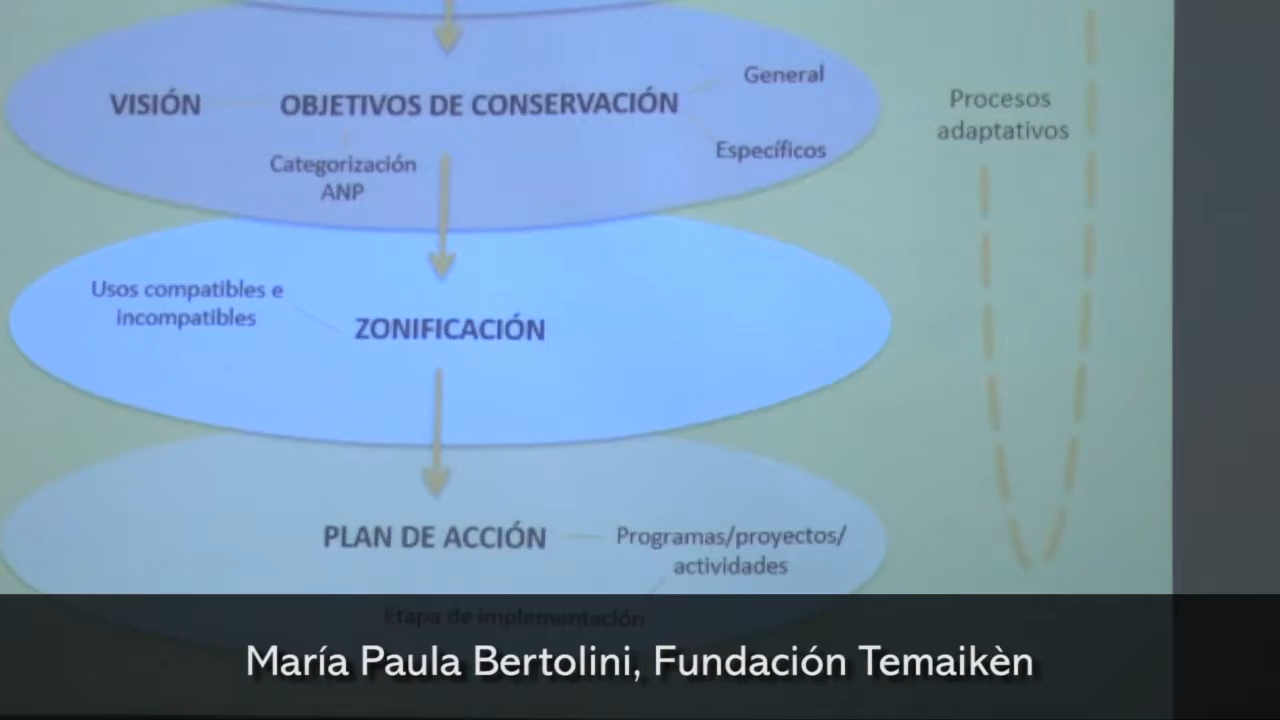 General
VISIÓN OBJETIVOS DE CONSERVACIÓN
Procesos
adaptativos
Específicos
Categorización
ANP
Usos compatibles e
incompatibles
ZONIFICACIÓN
PLAN DE ACCIÓN
Programas/proyectos/
actividades
Etapa de implementación
María Paula Bertolini, Fundación Temaikèn